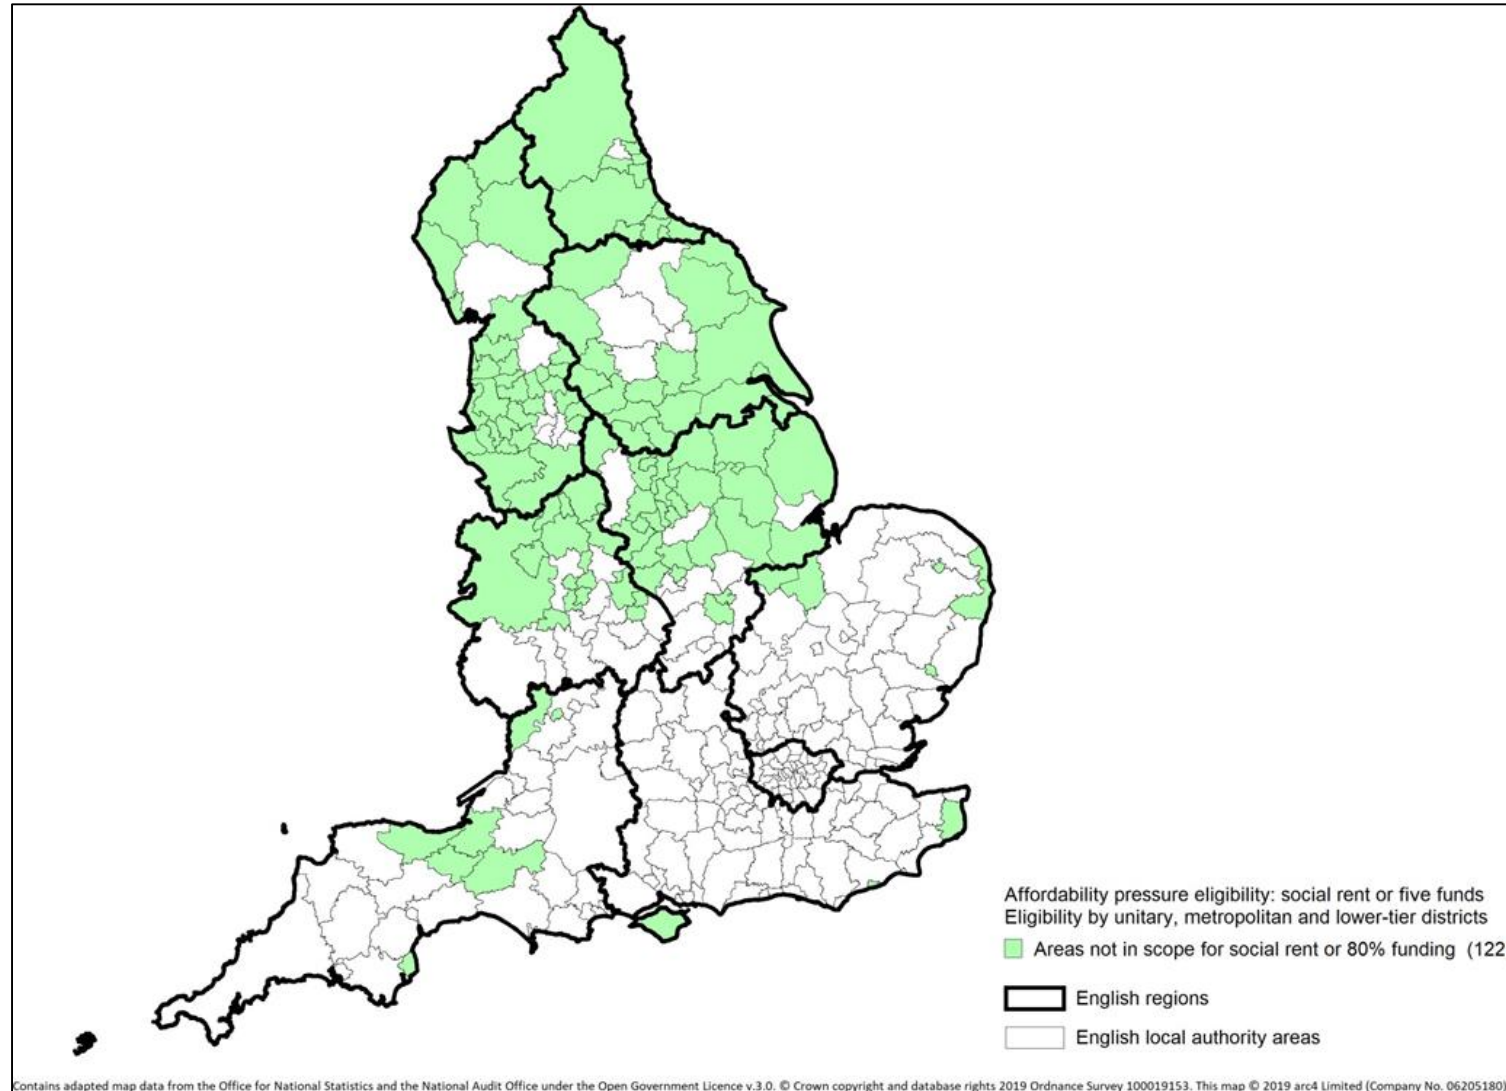 Affordability pressure eligibility: social rent or five funds
Eligibility by unitary, metropolitan and lower-tier districts
Areas not in scope for social rent or 80% funding (122
English regions
English local authority areas
Contains adapted map data from the Office for National Statistics and the National Audit Office under the Open Government Licence v.3.0. © Crown copyright and database rights 2019 Ordnance Survey 100019153. This map © 2019 arc4 Limited (Company No. 06205180)